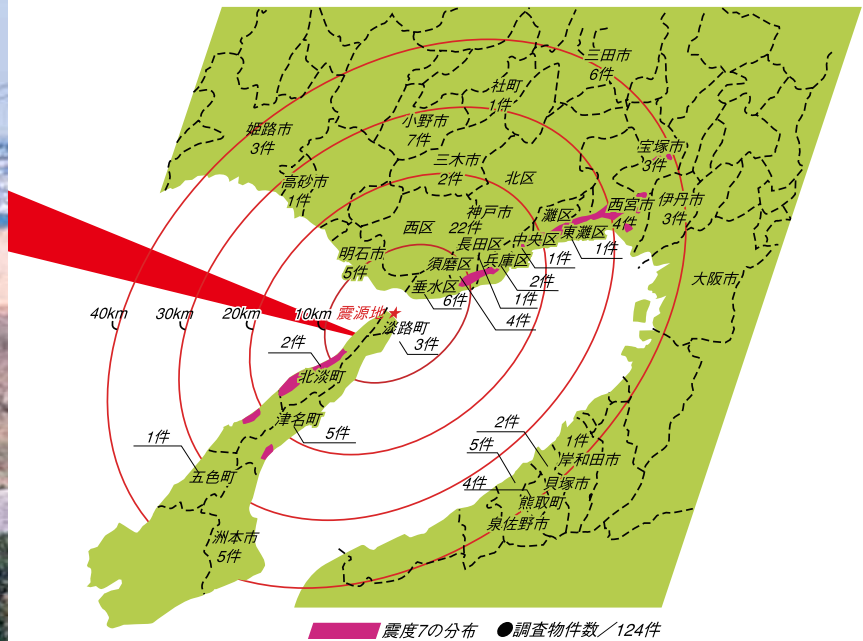 三田市
6件
社町
1件
小野市
7件
姫路市
3件
宝塚市
3件
三木市
2件
北区
高砂市
1件
伊丹市
3件
西宮市
4件
神戸市
22件
灘区
西区
東灘区
1件
中央区
1件
長田区
兵庫区
2件
明石市
5件
須磨区
1件
垂水区
6件
4件
大阪市
40km
30km
20km
10km
震源地
淡路町
3件
2件
北淡町
津名町
5件
1件
五色町
洲本市
5件
2件
1件
岸和田市
5件
貝塚市
4件
熊取町
泉佐野市
震度7の分布 ●調査物件数／124件